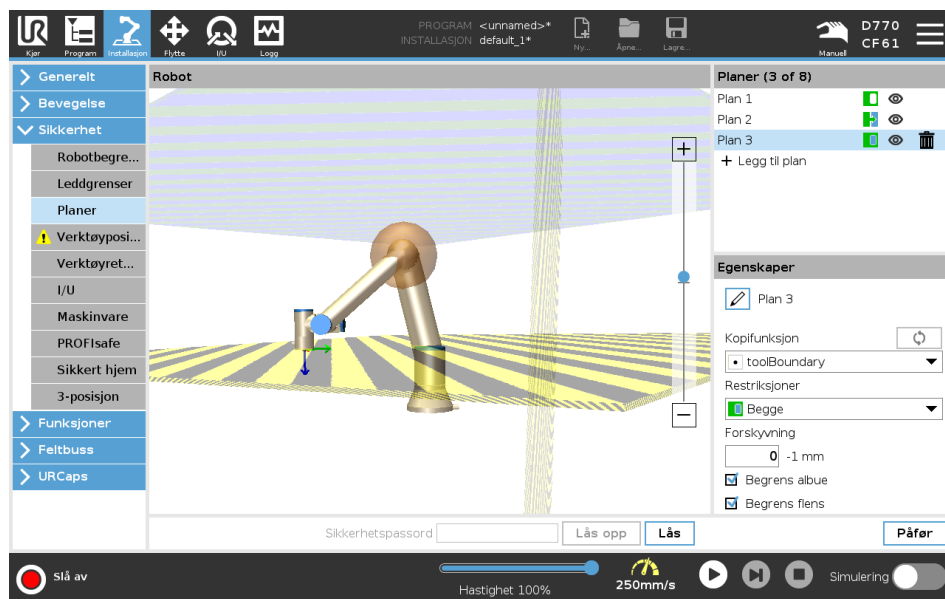 PROGRAM <unnamed>*
INSTALLASJON default_1*
D770
CF61
Kjør Program Installasjon Flytte I/U Logg Ny... Åpne... Lagre... Manuell
Generelt
Bevegelse
Sikkerhet
Robotbegre...
Leddgrenser
Planer
Verktøyposi...
Verktøyret...
I/U
Maskinvare
PROFIsafe
Sikkert hjem
3-posisjon
Funksjoner
Feltbuss
URCaps
Robot
Planer (3 of 8)
Plan 1
Plan 2
Plan 3
Legg til plan
Egenskaper
Plan 3
Kopifunksjon
toolBoundary
Restriksjoner
Begge
Forskyvning
0 -1 mm
Begrens albue
Begrens flens
Sikkerhetspassord Lås opp Lås Påfør
Slå av
Hastighet 100%
250mm/s
Simulering